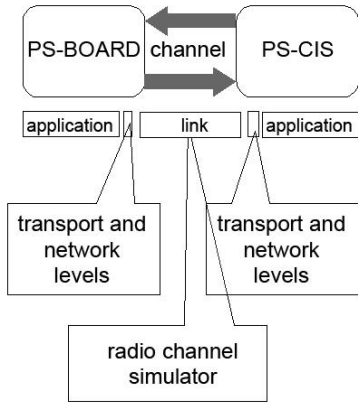 PS-BOARD channel PS-CIS
application link application
transport and
network
levels
transport and
network
levels
radio channel
simulator